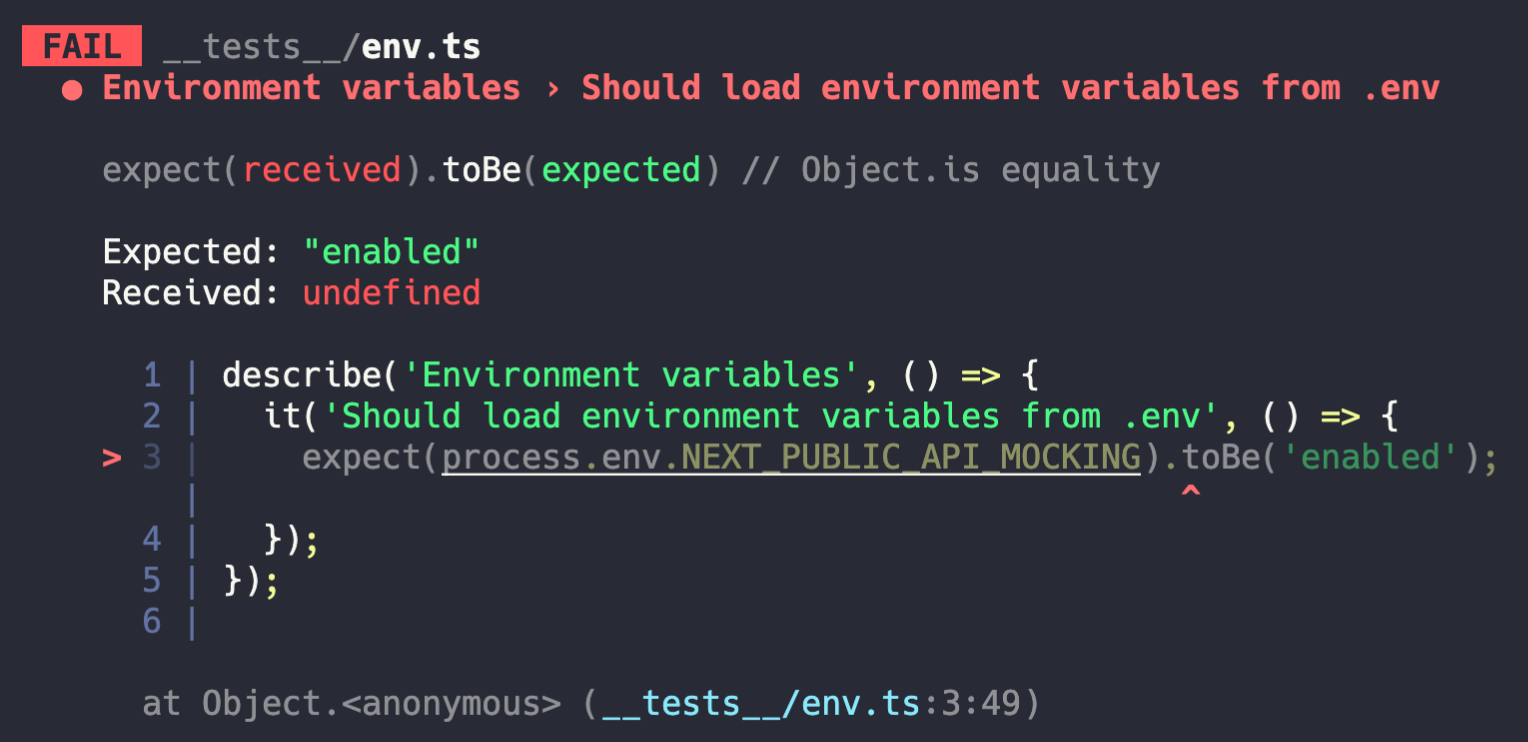 FAIL __tests__/env.ts
● Environment variables › Should load environment variables from .env
expect(received).toBe(expected) // Object.is equality
Expected: "enabled"
Received: undefined
1 | describe('Environment variables', () => {
2 |   it('Should load environment variables from .env', () => {
> 3 |     expect(process.env.NEXT_PUBLIC_API_MOCKING).toBe('enabled');
|                                                 ^
4 |   });
5 | });
6 |
at Object.<anonymous> (__tests__/env.ts:3:49)